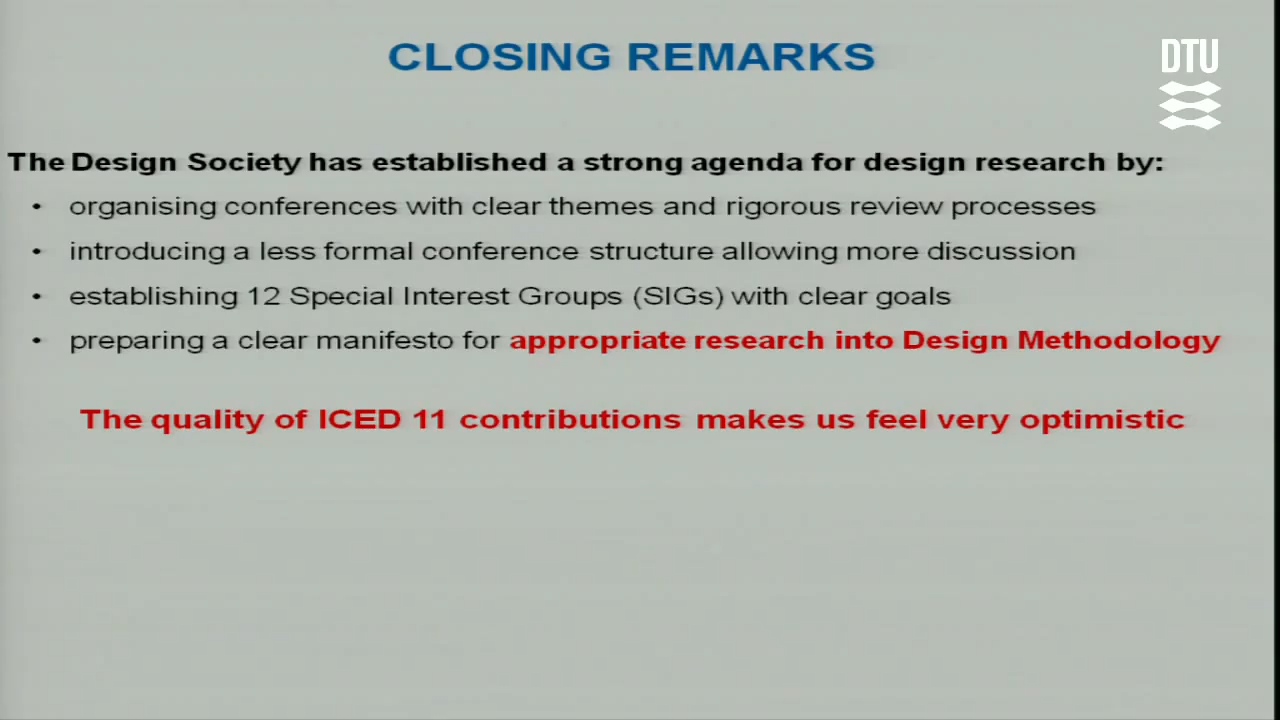 CLOSING REMARKS
DTU
The Design Society has established a strong agenda for design research by:
• organising conferences with clear themes and rigorous review processes
• introducing a less formal conference structure allowing more discussion
• establishing 12 Special Interest Groups (SIGs) with clear goals
• preparing a clear manifesto for appropriate research into Design Methodology
The quality of ICED 11 contributions makes us feel very optimistic